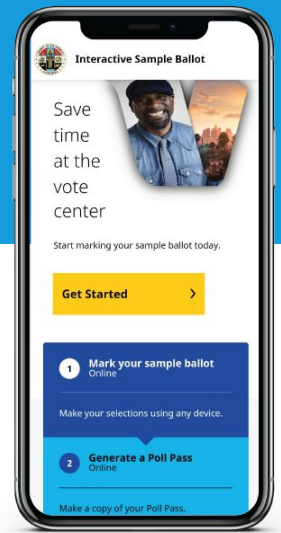 Interactive Sample Ballot
Save
time
at the
vote
center
Start marking your sample ballot today.
Get Started
1 Mark your sample ballot
Online
Make your selections using any device.
2 Generate a Poll Pass
Online
Make a copy of your Poll Pass.